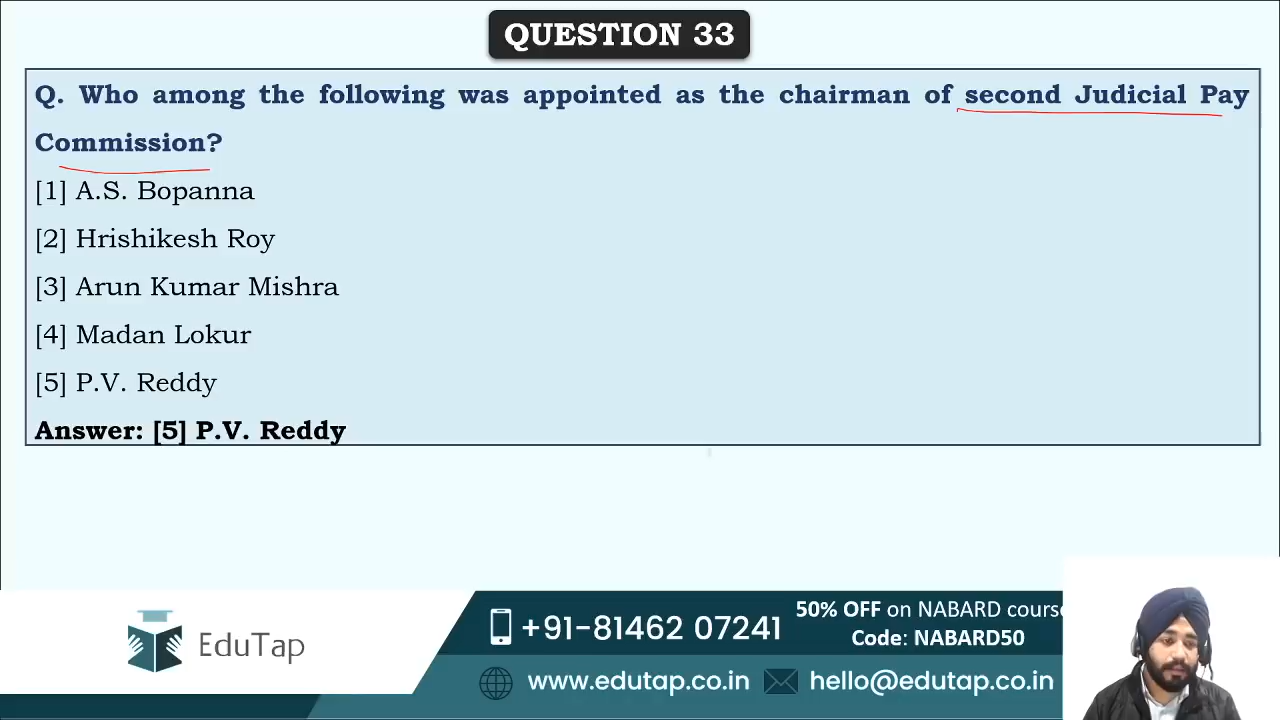 QUESTION 33
Q. Who among the following was appointed as the chairman of second Judicial Pay
Commission?
[1] A.S. Bopanna
[2] Hrishikesh Roy
[3] Arun Kumar Mishra
[4] Madan Lokur
[5] P.V. Reddy
Answer: [5] P.V. Reddy
EduTap
+91-81462 07241
50% OFF on NABARD course
Code: NABARD50
www.edutap.co.in
hello@edutap.co.in